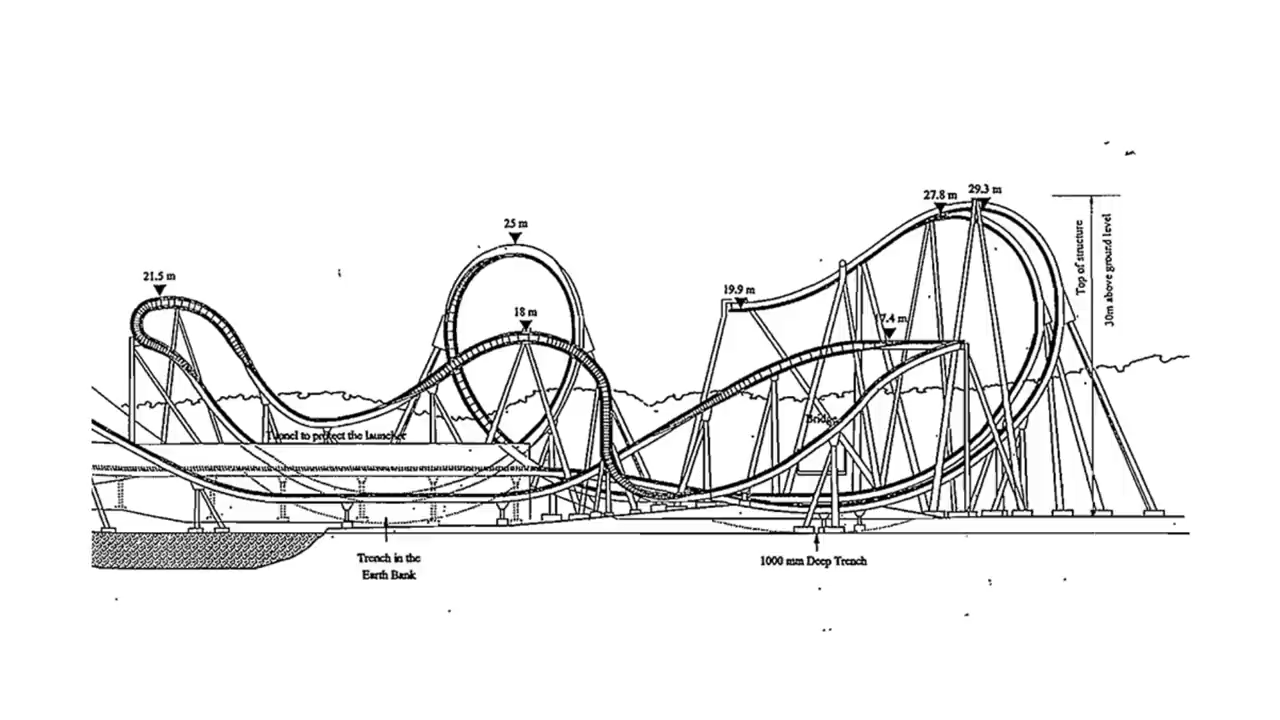 27.8 m
29.3 m
25 m
21.5 m
19.9 m
18 m
7.4 m
Top of structure
30m above ground level
Bridge
Tunnel to protect the launcher
Trench in the
Earth Bank
1000 mm Deep Trench